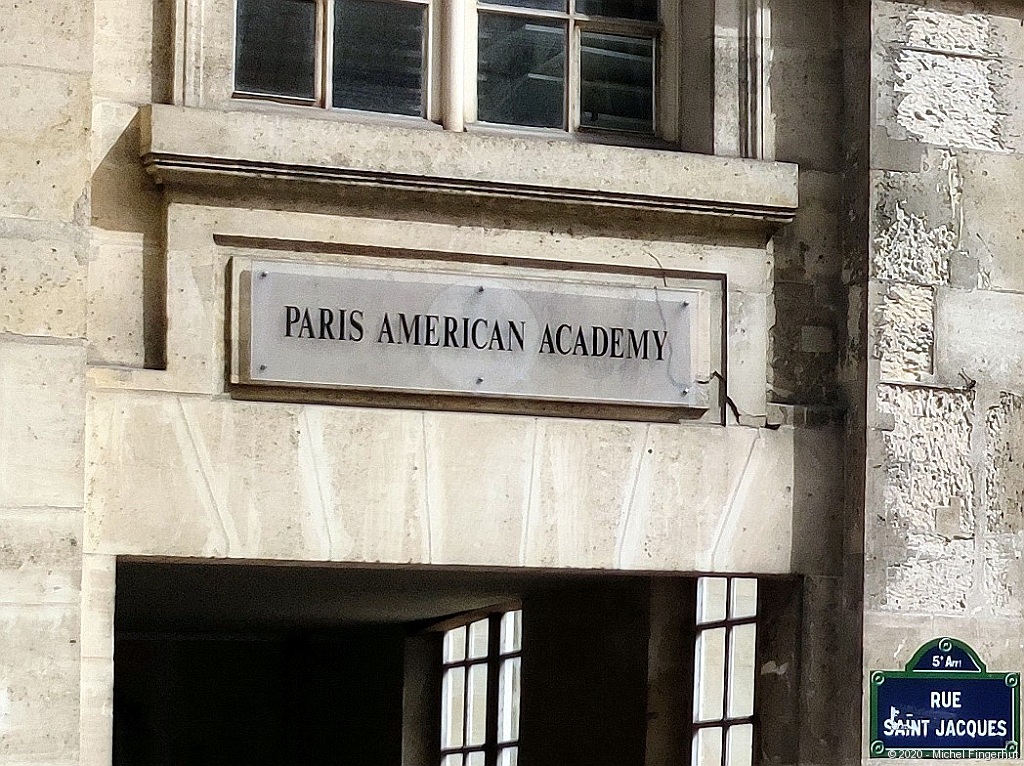 PARIS AMERICAN ACADEMY
5e Arrt
RUE
SAINT JACQUES
© 2020 - Michel Fingerhut